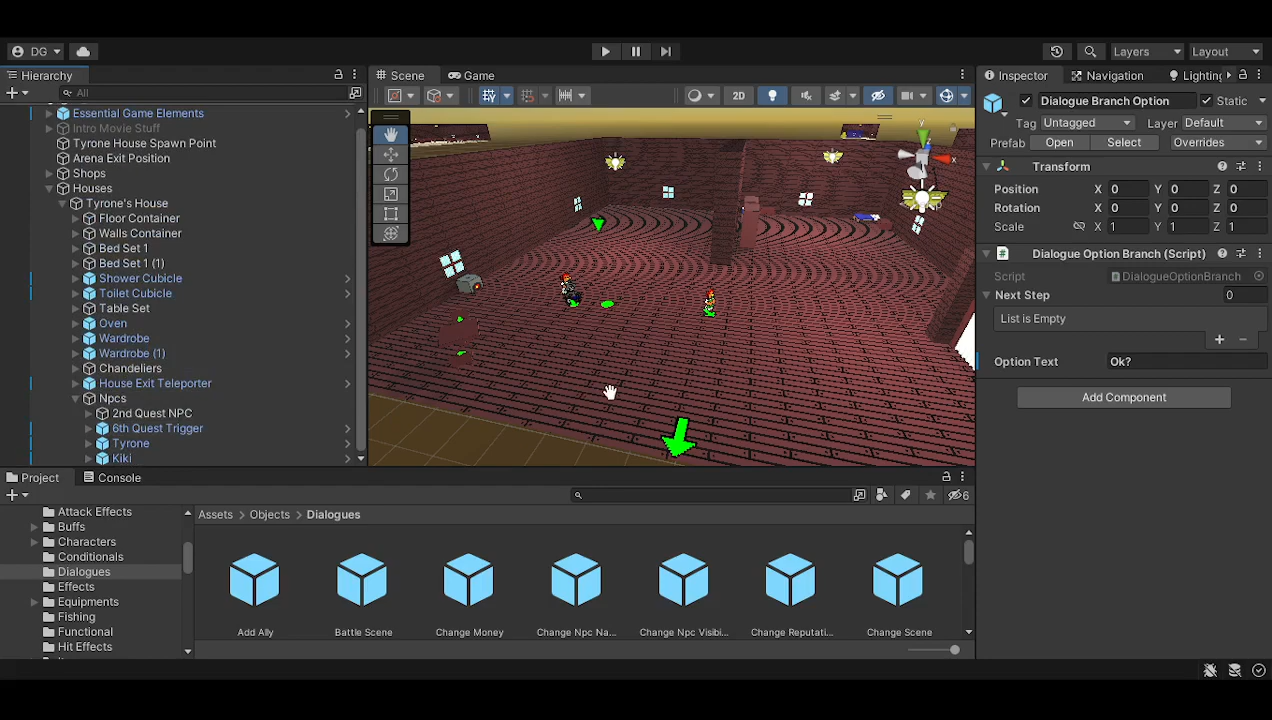 DG
Layers
Layout
Hierarchy
Scene
Game
Inspector
Navigation
Lighting
All
2D
Essential Game Elements
Intro Movie Stuff
Tyrone House Spawn Point
Arena Exit Position
Shops
Houses
Tyrone's House
Floor Container
Walls Container
Bed Set 1
Bed Set 1 (1)
Shower Cubicle
Toilet Cubicle
Table Set
Oven
Wardrobe
Wardrobe (1)
Chandeliers
House Exit Teleporter
Npcs
2nd Quest NPC
6th Quest Trigger
Tyrone
Kiki
y
x
Dialogue Branch Option
Static
Tag Untagged
Layer Default
Prefab Open Select Overrides
Transform
Position X 0 Y 0 Z 0
Rotation X 0 Y 0 Z 0
Scale X 1 Y 1 Z 1
Dialogue Option Branch (Script)
Script DialogueOptionBranch
Next Step 0
List is Empty
Option Text Ok?
Add Component
Project
Console
6
Attack Effects
Buffs
Characters
Conditionals
Dialogues
Effects
Equipments
Fishing
Functional
Hit Effects
Assets > Objects > Dialogues
Add Ally
Battle Scene
Change Money
Change Npc Na...
Change Npc Visibi...
Change Reputati...
Change Scene